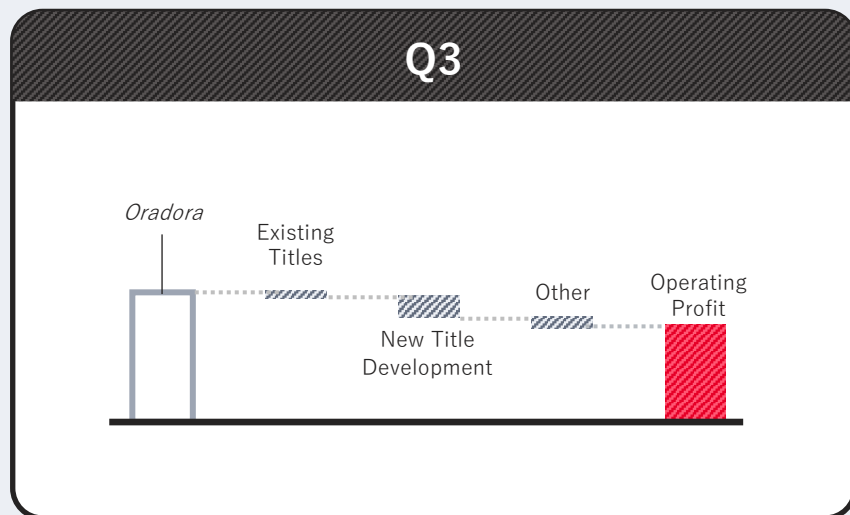 Q3
Oradora
Existing
Titles
New Title
Development
Other
Operating
Profit